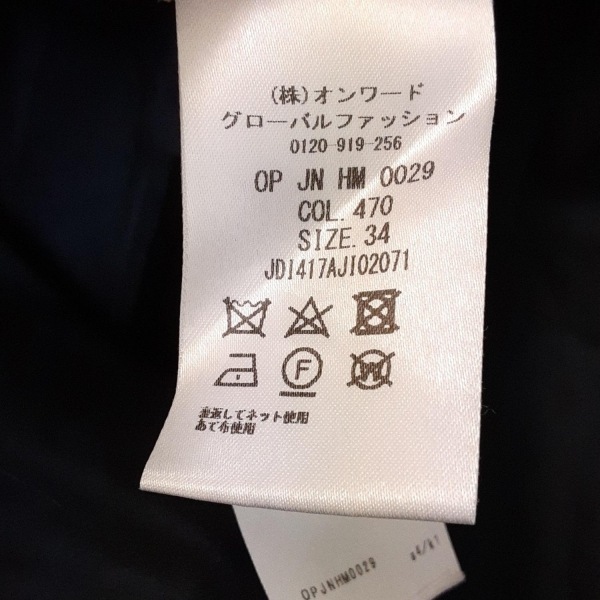 (株)オンワード
グローバルファッション
0120-919-256
OP JN HM 0029
COL. 470
SIZE. 34
JDI417AJI02071
F
W
裏返してネット使用
あて布使用
OPJNHM0029